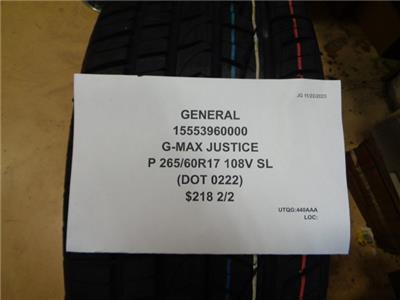 JG 11/22/2023
GENERAL
15553960000
G-MAX JUSTICE
P 265/60R17 108V SL
(DOT 0222)
$218 2/2
UTQG:440AAA
LOC: